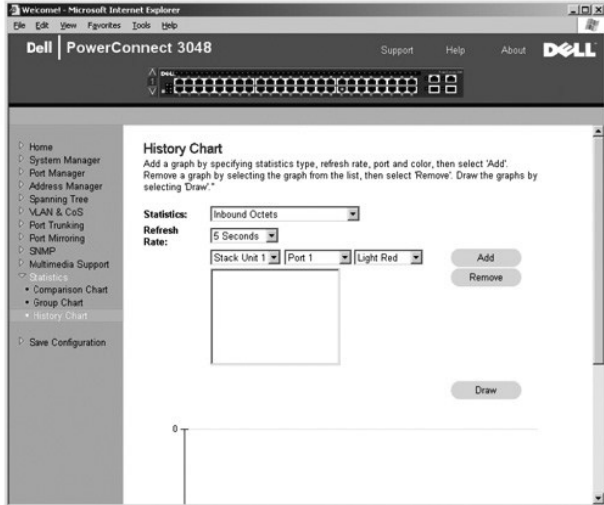 Welcome! - Microsoft Internet Explorer
File Edit View Favorites Tools Help
Dell | PowerConnect 3048
Support Help About DELL
1
Home
System Manager
Port Manager
Address Manager
Spanning Tree
VLAN & CoS
Port Trunking
Port Mirroring
SNMP
Multimedia Support
Statistics
Comparison Chart
Group Chart
History Chart
Save Configuration
History Chart
Add a graph by specifying statistics type, refresh rate, port and color, then select 'Add'.
Remove a graph by selecting the graph from the list, then select 'Remove'. Draw the graphs by
selecting 'Draw'."
Statistics: Inbound Octets
Refresh Rate: 5 Seconds
Stack Unit 1 Port 1 Light Red Add
Remove
Draw
0